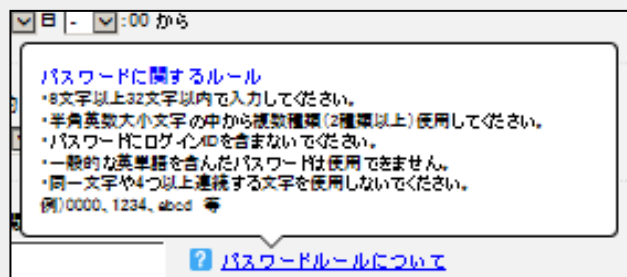 日 - :00 から
パスワードに関するルール
・8文字以上32文字以内で入力してください。
・半角英数大小文字の中から複数種類(2種類以上)使用してください。
・パスワードにログインIDを含まないでください。
・一般的な英単語を含んだパスワードは使用できません。
・同一文字や4つ以上連続する文字を使用しないでください。
例)0000、1234、abcd 等
? パスワードルールについて